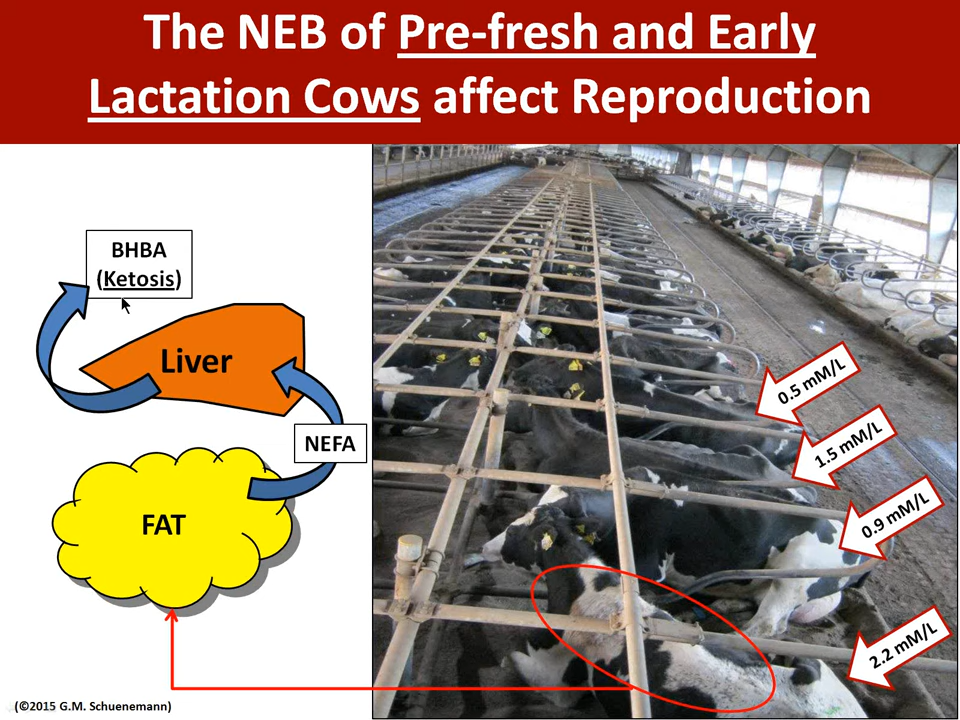 The NEB of Pre-fresh and Early
Lactation Cows affect Reproduction
BHBA
(Ketosis)
Liver
NEFA
FAT
0.5 mM/L
1.5 mM/L
0.9 mM/L
2.2 mM/L
(©2015 G.M. Schuenemann)